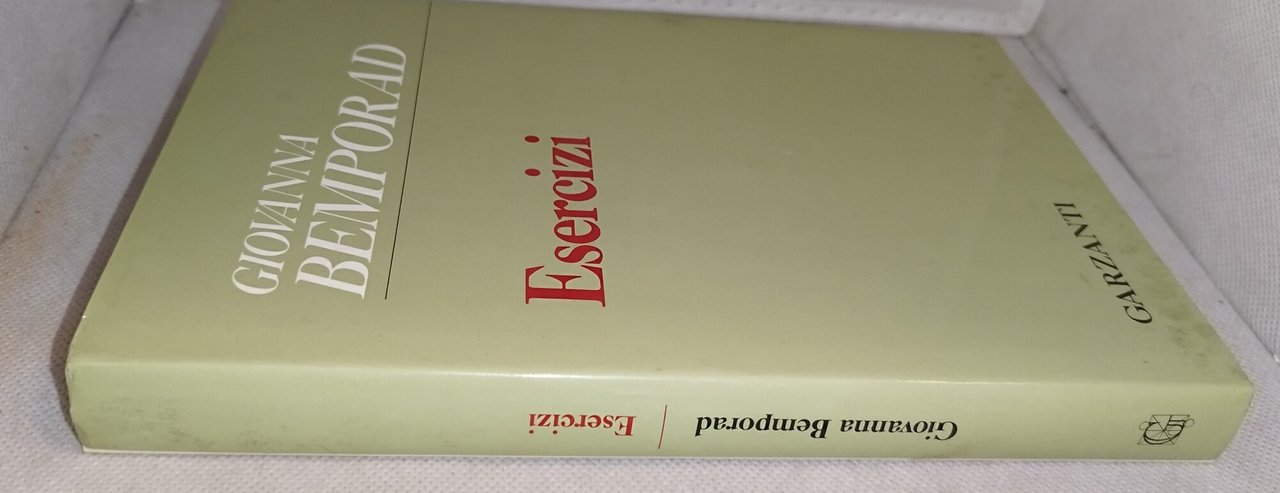 GIOVANNA
BEMPORAD
Esercizi
GARZANTI
Giovanna Bemporad
Esercizi